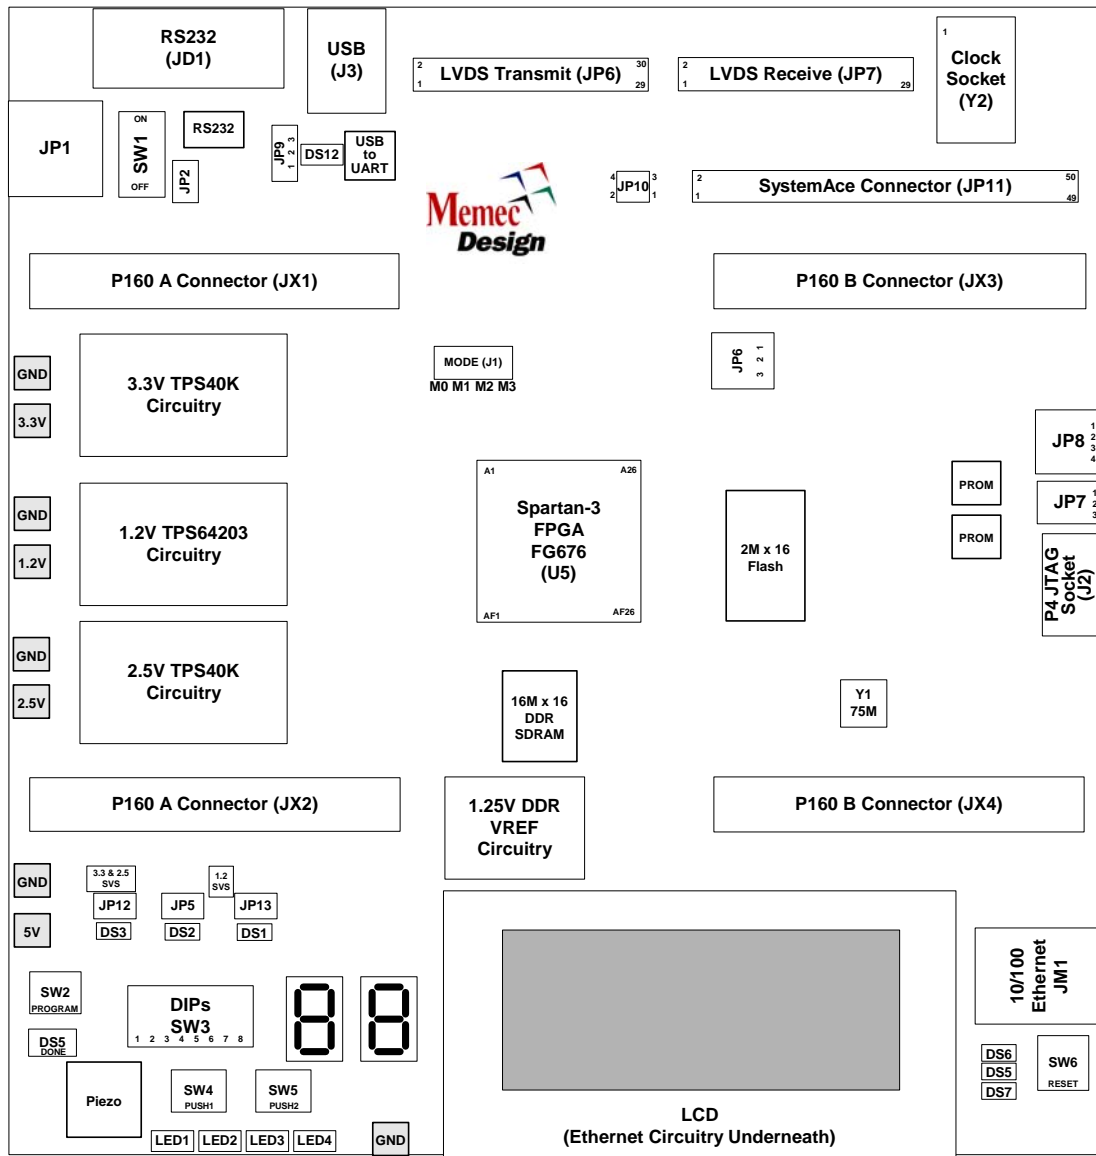 RS232
(JD1)
USB
(J3)
2
1
LVDS Transmit (JP6)
30
29
2
1
LVDS Receive (JP7)
29
1
Clock
Socket
(Y2)
JP1
ON
SW1
OFF
RS232
JP2
JP9
1 2 3
DS12
USB
to
UART
Memec
Design
4
2
JP10
3
1
2
1
SystemAce Connector (JP11)
50
49
P160 A Connector (JX1)
P160 B Connector (JX3)
GND
3.3V
3.3V TPS40K
Circuitry
MODE (J1)
M0 M1 M2 M3
JP6
3 2 1
JP8
1
2
3
4
GND
1.2V
1.2V TPS64203
Circuitry
A1
A26
Spartan-3
FPGA
FG676
(U5)
AF1
AF26
2M x 16
Flash
PROM
PROM
JP7
1
2
3
P4 JTAG
Socket
(J2)
GND
2.5V
2.5V TPS40K
Circuitry
16M x 16
DDR
SDRAM
Y1
75M
P160 A Connector (JX2)
1.25V DDR
VREF
Circuitry
P160 B Connector (JX4)
GND
5V
3.3 & 2.5
SVS
1.2
SVS
JP12
JP5
JP13
DS3
DS2
DS1
SW2
PROGRAM
DS5
DONE
DIPs
SW3
1 2 3 4 5 6 7 8
88
10/100
Ethernet
JM1
Piezo
SW4
PUSH1
SW5
PUSH2
DS6
DS5
DS7
SW6
RESET
LED1
LED2
LED3
LED4
GND
LCD
(Ethernet Circuitry Underneath)